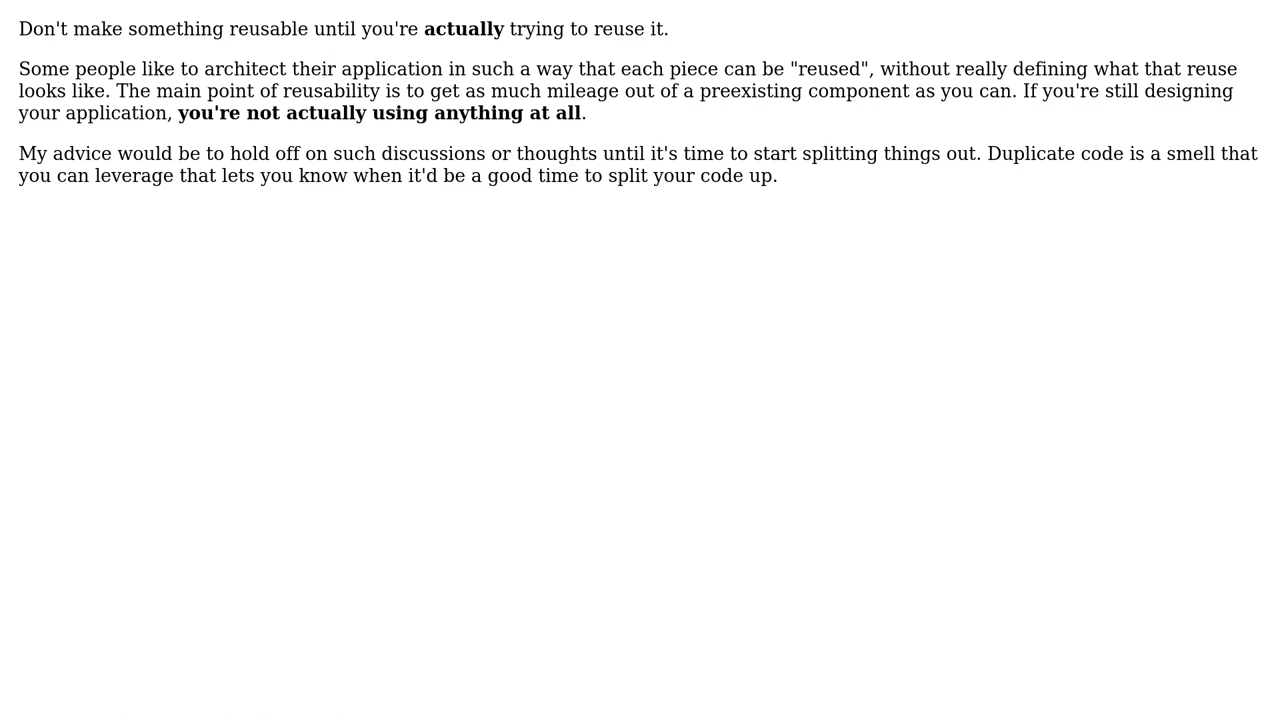 Don't make something reusable until you're actually trying to reuse it.
Some people like to architect their application in such a way that each piece can be "reused", without really defining what that reuse
looks like. The main point of reusability is to get as much mileage out of a preexisting component as you can. If you're still designing
your application, you're not actually using anything at all.
My advice would be to hold off on such discussions or thoughts until it's time to start splitting things out. Duplicate code is a smell that
you can leverage that lets you know when it'd be a good time to split your code up.